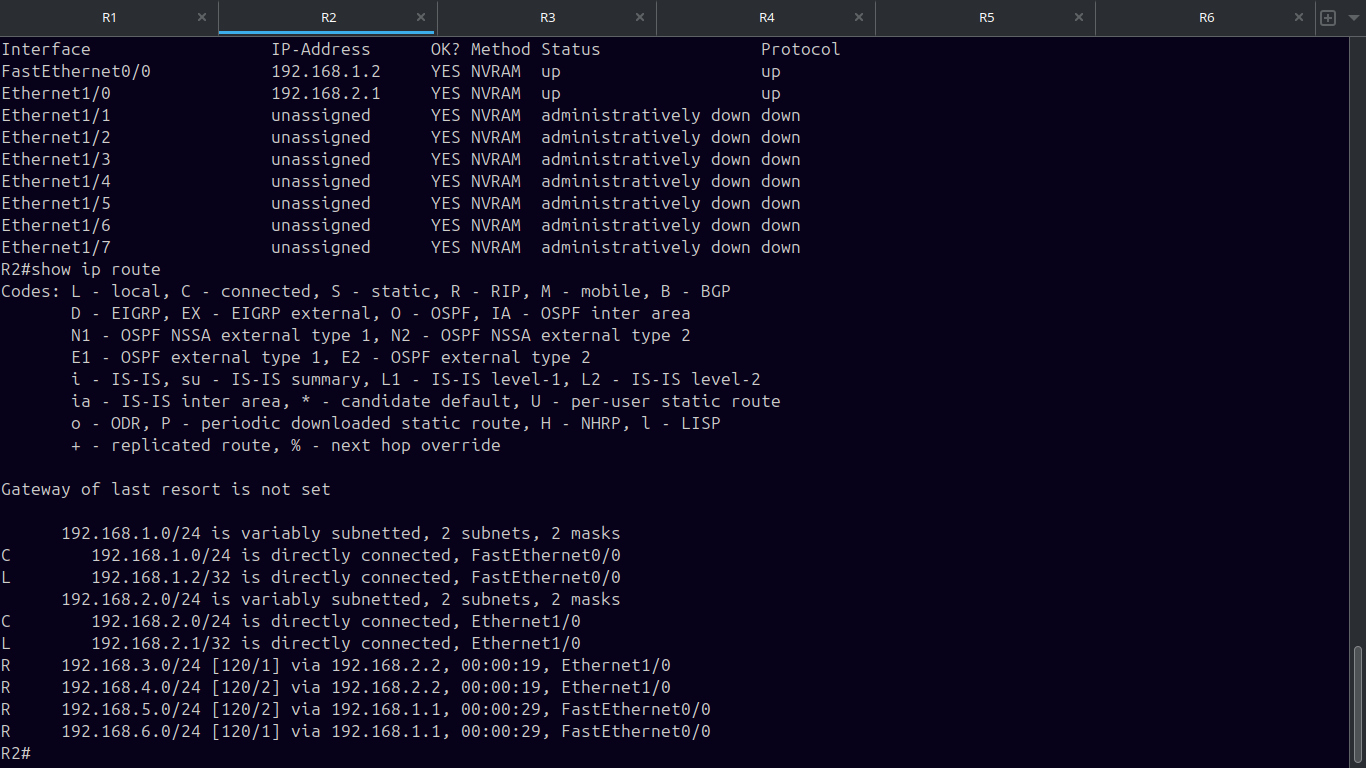 R1 × R2 × R3 × R4 × R5 × R6 ×
Interface              IP-Address      OK? Method Status                Protocol
FastEthernet0/0            192.168.1.2     YES NVRAM  up                    up
Ethernet1/0                192.168.2.1     YES NVRAM  up                    up
Ethernet1/1                unassigned      YES NVRAM  administratively down down
Ethernet1/2                unassigned      YES NVRAM  administratively down down
Ethernet1/3                unassigned      YES NVRAM  administratively down down
Ethernet1/4                unassigned      YES NVRAM  administratively down down
Ethernet1/5                unassigned      YES NVRAM  administratively down down
Ethernet1/6                unassigned      YES NVRAM  administratively down down
Ethernet1/7                unassigned      YES NVRAM  administratively down down
R2#show ip route
Codes: L - local, C - connected, S - static, R - RIP, M - mobile, B - BGP
       D - EIGRP, EX - EIGRP external, O - OSPF, IA - OSPF inter area
       N1 - OSPF NSSA external type 1, N2 - OSPF NSSA external type 2
       E1 - OSPF external type 1, E2 - OSPF external type 2
       i - IS-IS, su - IS-IS summary, L1 - IS-IS level-1, L2 - IS-IS level-2
       ia - IS-IS inter area, * - candidate default, U - per-user static route
       o - ODR, P - periodic downloaded static route, H - NHRP, l - LISP
       + - replicated route, % - next hop override
Gateway of last resort is not set
      192.168.1.0/24 is variably subnetted, 2 subnets, 2 masks
C        192.168.1.0/24 is directly connected, FastEthernet0/0
L        192.168.1.2/32 is directly connected, FastEthernet0/0
      192.168.2.0/24 is variably subnetted, 2 subnets, 2 masks
C        192.168.2.0/24 is directly connected, Ethernet1/0
L        192.168.2.1/32 is directly connected, Ethernet1/0
R     192.168.3.0/24 [120/1] via 192.168.2.2, 00:00:19, Ethernet1/0
R     192.168.4.0/24 [120/2] via 192.168.2.2, 00:00:19, Ethernet1/0
R     192.168.5.0/24 [120/2] via 192.168.1.1, 00:00:29, FastEthernet0/0
R     192.168.6.0/24 [120/1] via 192.168.1.1, 00:00:29, FastEthernet0/0
R2#